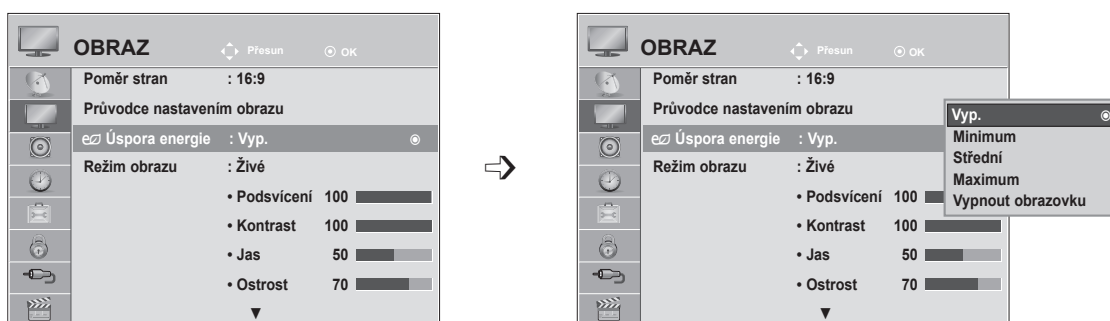 OBRAZ
Přesun
OK
Poměr stran : 16:9
Průvodce nastavením obrazu
Úspora energie : Vyp.
Režim obrazu : Živé
• Podsvícení 100
• Kontrast 100
• Jas 50
• Ostrost 70
OBRAZ
Přesun
OK
Poměr stran : 16:9
Průvodce nastavením obrazu
Úspora energie : Vyp.
Režim obrazu : Živé
• Podsvícení 100
• Kontrast 100
• Jas 50
• Ostrost 70
Vyp.
Minimum
Střední
Maximum
Vypnout obrazovku